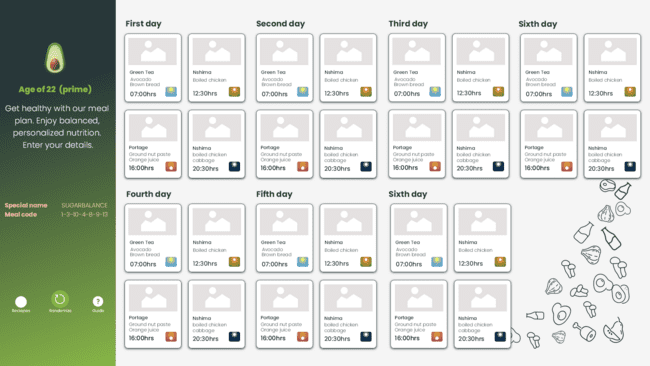 Age of 22 (prime)
Get healthy with our meal
plan. Enjoy balanced,
personalized nutrition.
Enter your details.
Special name SUGARBALANCE
Meal code
Randomize
?
Guide
First day
Green Tea
Avocado
Brown bread
07:00hrs
Nshima
Boiled chicken
12:30hrs
Portage
Ground nut paste
Orange juice
16:00hrs
Nshima
boiled chicken
cabbage
20:30hrs
Second day
Green Tea
Avocado
Brown bread
07:00hrs
Nshima
Boiled chicken
12:30hrs
Portage
Ground nut paste
Orange juice
16:00hrs
Nshima
boiled chicken
cabbage
20:30hrs
Third day
Green Tea
Avocado
Brown bread
07:00hrs
Nshima
Boiled chicken
12:30hrs
Portage
Ground nut paste
Orange juice
16:00hrs
Nshima
boiled chicken
cabbage
20:30hrs
Sixth day
Green Tea
Avocado
Brown bread
07:00hrs
Nshima
Boiled chicken
12:30hrs
Portage
Ground nut paste
Orange juice
16:00hrs
Nshima
boiled chicken
cabbage
20:30hrs
Fourth day
Green Tea
Avocado
Brown bread
07:00hrs
Nshima
Boiled chicken
12:30hrs
Portage
Ground nut paste
Orange juice
16:00hrs
Nshima
boiled chicken
cabbage
20:30hrs
Fifth day
Green Tea
Avocado
Brown bread
07:00hrs
Nshima
Boiled chicken
12:30hrs
Portage
Ground nut paste
Orange juice
16:00hrs
Nshima
boiled chicken
cabbage
20:30hrs
Sixth day
Green Tea
Avocado
Brown bread
07:00hrs
Nshima
Boiled chicken
12:30hrs
Portage
Ground nut paste
Orange juice
16:00hrs
Nshima
boiled chicken
cabbage
20:30hrs